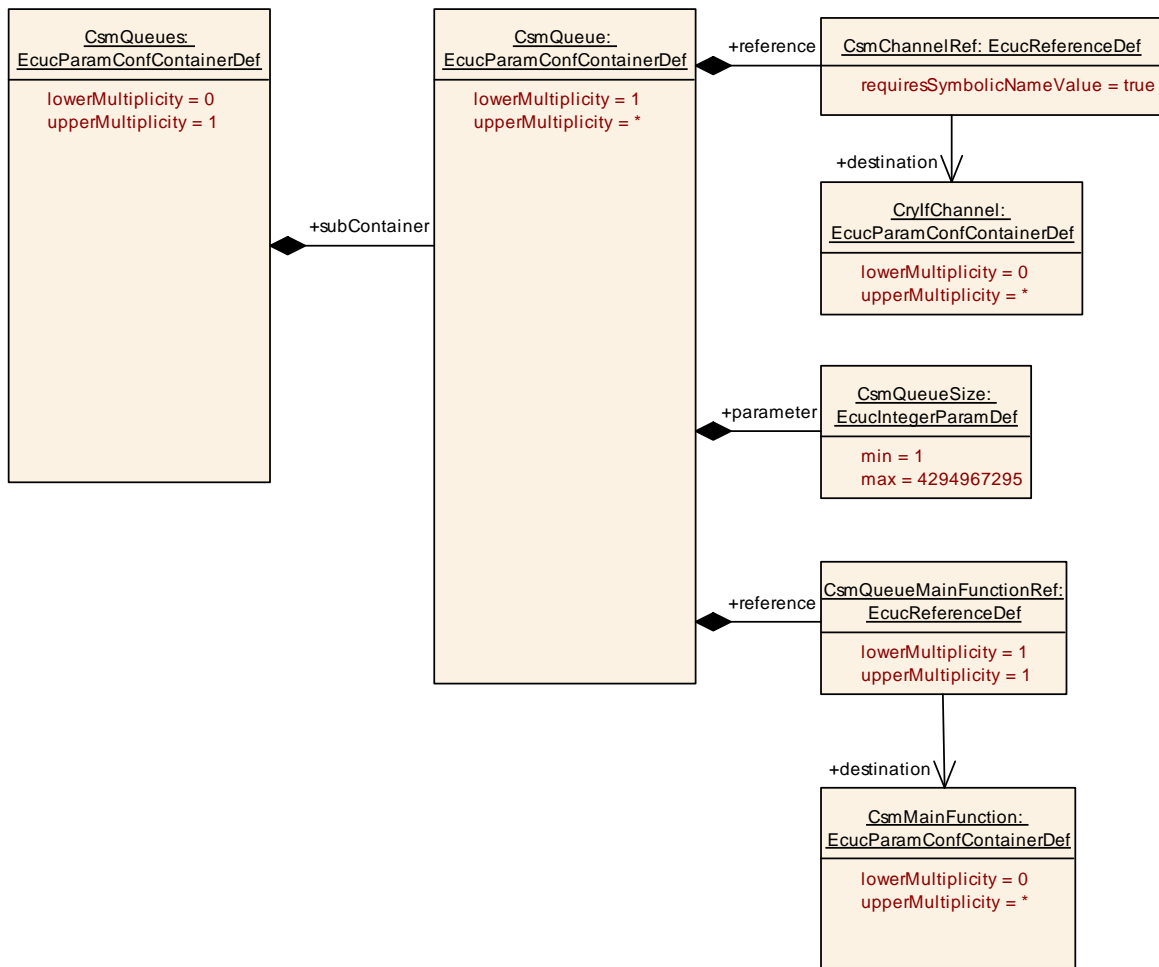 CsmQueues:
EcucParamConfContainerDef
lowerMultiplicity = 0
upperMultiplicity = 1
+subContainer
CsmQueue:
EcucParamConfContainerDef
lowerMultiplicity = 1
upperMultiplicity = *
+reference
CsmChannelRef: EcucReferenceDef
requiresSymbolicNameValue = true
+destination
CryIfChannel:
EcucParamConfContainerDef
lowerMultiplicity = 0
upperMultiplicity = *
+parameter
CsmQueueSize:
EcucIntegerParamDef
min = 1
max = 4294967295
+reference
CsmQueueMainFunctionRef:
EcucReferenceDef
lowerMultiplicity = 1
upperMultiplicity = 1
+destination
CsmMainFunction:
EcucParamConfContainerDef
lowerMultiplicity = 0
upperMultiplicity = *